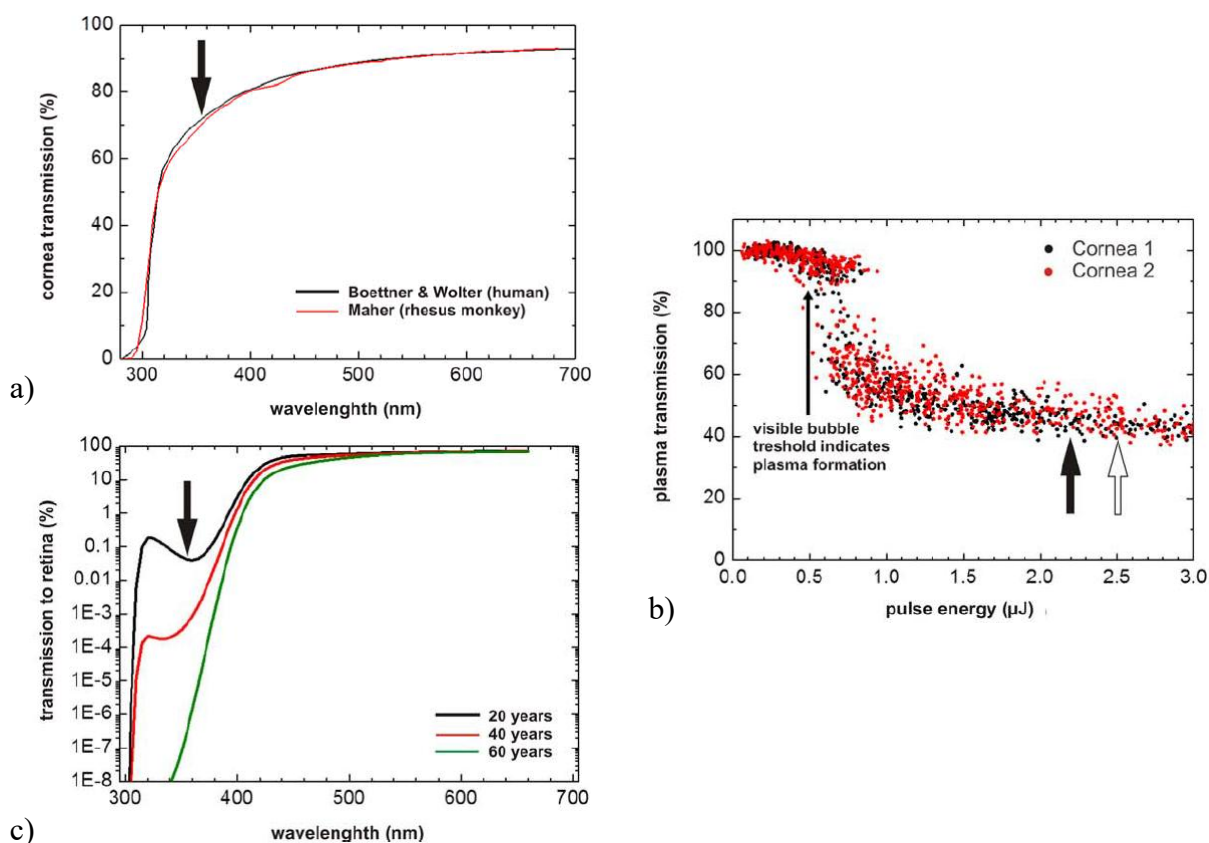 100
80
60
40
20
0
cornea transmission (%)
Boettner & Wolter (human)
Maher (rhesus monkey)
300 400 500 600 700
wavelenghth (nm)
a)
100
80
60
40
20
0
plasma transmission (%)
Cornea 1
Cornea 2
visible bubble
treshold indicates
plasma formation
0.0 0.5 1.0 1.5 2.0 2.5 3.0
pulse energy (µJ)
b)
100
10
1
0.1
0.01
1E-3
1E-4
1E-5
1E-6
1E-7
1E-8
transmission to retina (%)
20 years
40 years
60 years
300 400 500 600 700
wavelenghth (nm)
c)